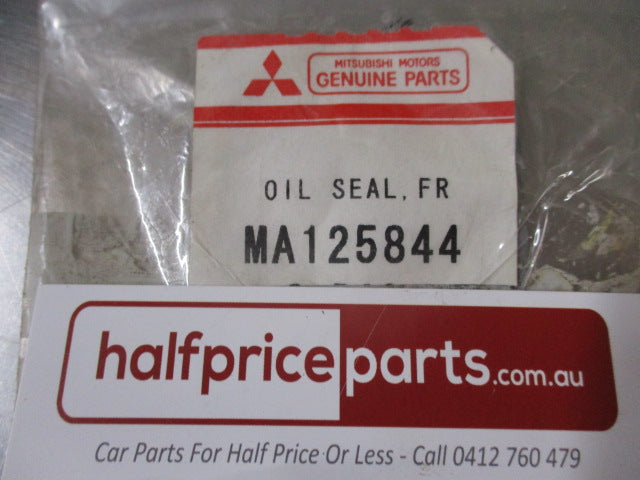 MITSUBISHI MOTORS
GENUINE PARTS
OIL SEAL, FR
MA125844
halfpriceparts.com.au
Car Parts For Half Price Or Less - Call 0412 760 479